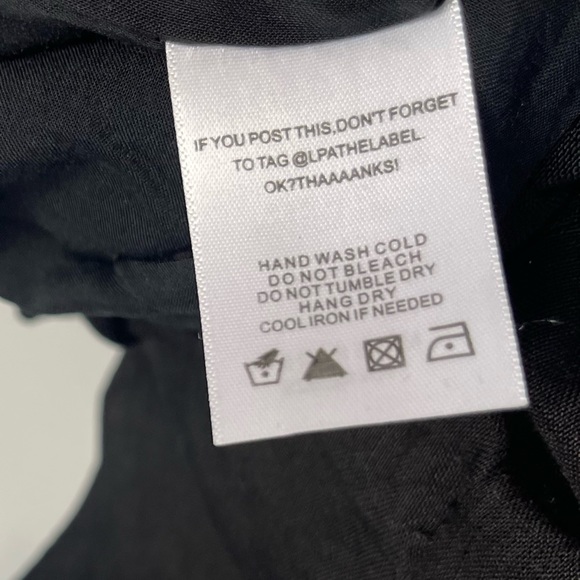 IF YOU POST THIS,DON'T FORGET
TO TAG @LPATHELABEL.
OK?THAAAANKS!
HAND WASH COLD
DO NOT BLEACH
DO NOT TUMBLE DRY
HANG DRY
COOL IRON IF NEEDED